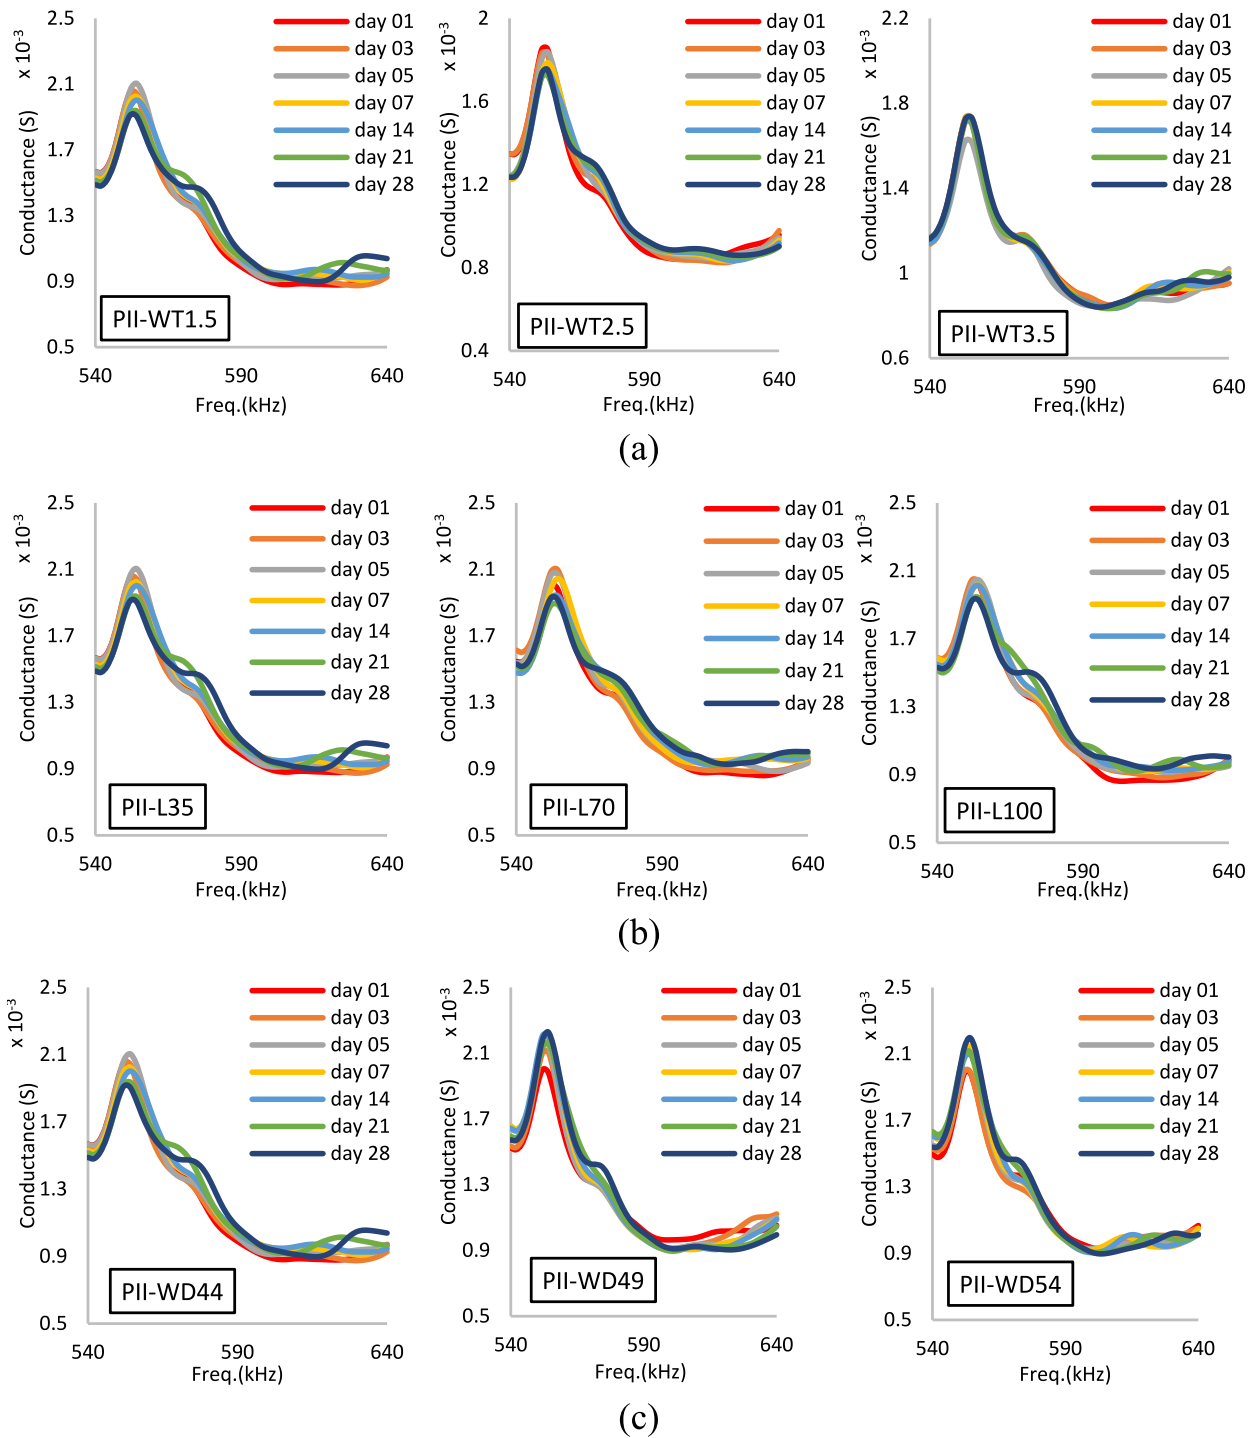 x 10-3
Conductance (S)
2.5
2.1
1.7
1.3
0.9
0.5
day 01
day 03
day 05
day 07
day 14
day 21
day 28
PII-WT1.5
540
590
640
Freq.(kHz)
x 10-3
Conductance (S)
2
1.6
1.2
0.8
0.4
day 01
day 03
day 05
day 07
day 14
day 21
day 28
PII-WT2.5
540
590
640
Freq.(kHz)
x 10-3
Conductance (S)
2.2
1.8
1.4
1
0.6
day 01
day 03
day 05
day 07
day 14
day 21
day 28
PII-WT3.5
540
590
640
Freq.(kHz)
(a)
x 10-3
Conductance (S)
2.5
2.1
1.7
1.3
0.9
0.5
day 01
day 03
day 05
day 07
day 14
day 21
day 28
PII-L35
540
590
640
Freq.(kHz)
x 10-3
Conductance (S)
2.5
2.1
1.7
1.3
0.9
0.5
day 01
day 03
day 05
day 07
day 14
day 21
day 28
PII-L70
540
590
640
Freq.(kHz)
x 10-3
Conductance (S)
2.5
2.1
1.7
1.3
0.9
0.5
day 01
day 03
day 05
day 07
day 14
day 21
day 28
PII-L100
540
590
640
Freq.(kHz)
(b)
x 10-3
Conductance (S)
2.5
2.1
1.7
1.3
0.9
0.5
day 01
day 03
day 05
day 07
day 14
day 21
day 28
PII-WD44
540
590
640
Freq.(kHz)
x 10-3
Conductance (S)
2.5
2.1
1.7
1.3
0.9
0.5
day 01
day 03
day 05
day 07
day 14
day 21
day 28
PII-WD49
540
590
640
Freq.(kHz)
x 10-3
Conductance (S)
2.5
2.1
1.7
1.3
0.9
0.5
day 01
day 03
day 05
day 07
day 14
day 21
day 28
PII-WD54
540
590
640
Freq.(kHz)
(c)